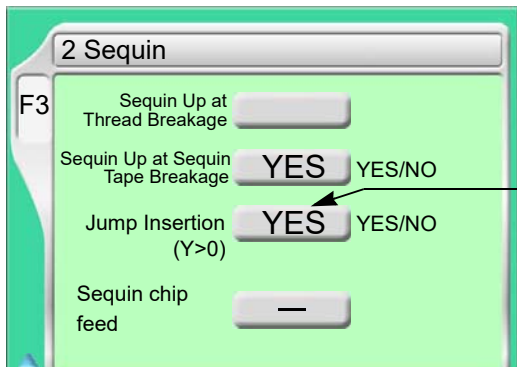 2 Sequin
F3
Sequin Up at
Thread Breakage
Sequin Up at Sequin
Tape Breakage
YES
YES/NO
Jump Insertion
(Y>0)
YES
YES/NO
Sequin chip
feed
—